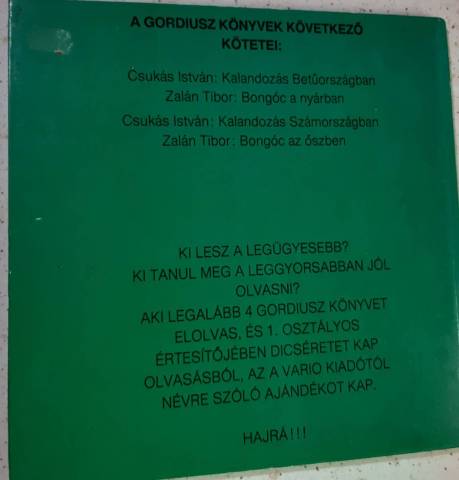 A GORDIUSZ KÖNYVEK KÖVETKEZŐ
KÖTETEI:
Csukás István: Kalandozás Betűországban
Zalán Tibor: Bongóc a nyárban
Csukás István: Kalandozás Számországban
Zalán Tibor: Bongóc az őszben
KI LESZ A LEGÜGYESEBB?
KI TANUL MEG A LEGGYORSABBAN JÓL
OLVASNI?
AKI LEGALÁBB 4 GORDIUSZ KÖNYVET
ELOLVAS, ÉS 1. OSZTÁLYOS
ÉRTESÍTŐJÉBEN DICSÉRETET KAP
OLVASÁSBÓL, AZ A VARIO KIADÓTÓL
NÉVRE SZÓLÓ AJÁNDÉKOT KAP.
HAJRÁ!!!